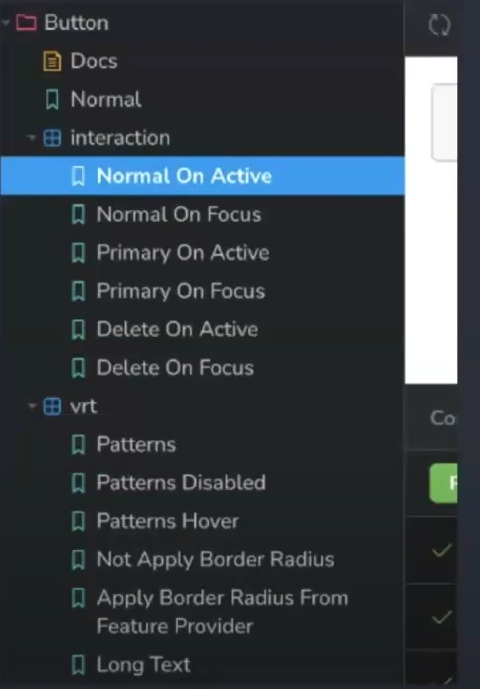 Button
Docs
Normal
interaction
Normal On Active
Normal On Focus
Primary On Active
Primary On Focus
Delete On Active
Delete On Focus
vrt
Patterns
Patterns Disabled
Patterns Hover
Not Apply Border Radius
Apply Border Radius From
Feature Provider
Long Text
Co